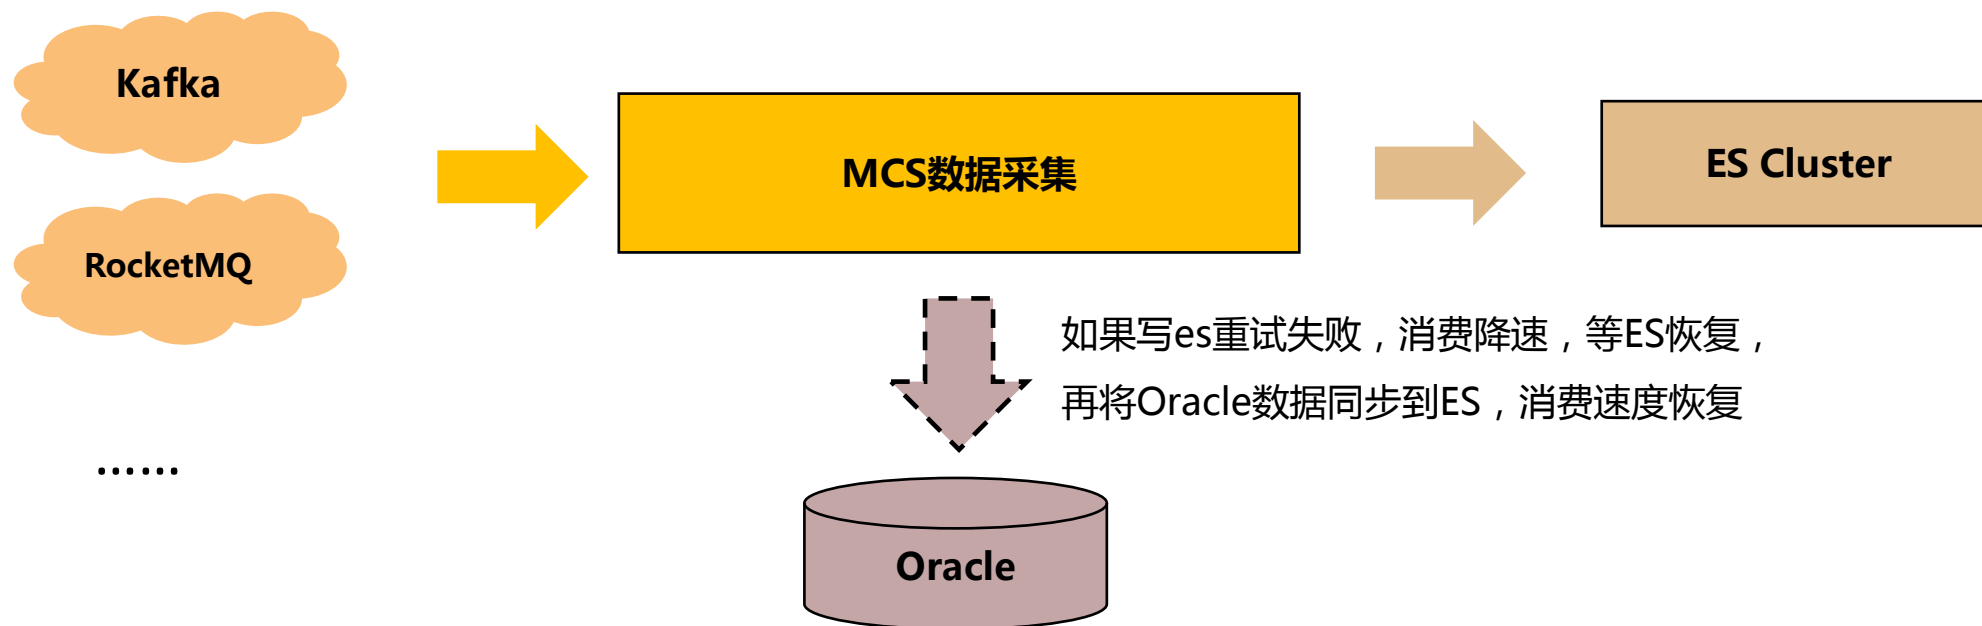 Kafka
RocketMQ
……
MCS数据采集
ES Cluster
如果写es重试失败，消费降速，等ES恢复，
再将Oracle数据同步到ES，消费速度恢复
Oracle